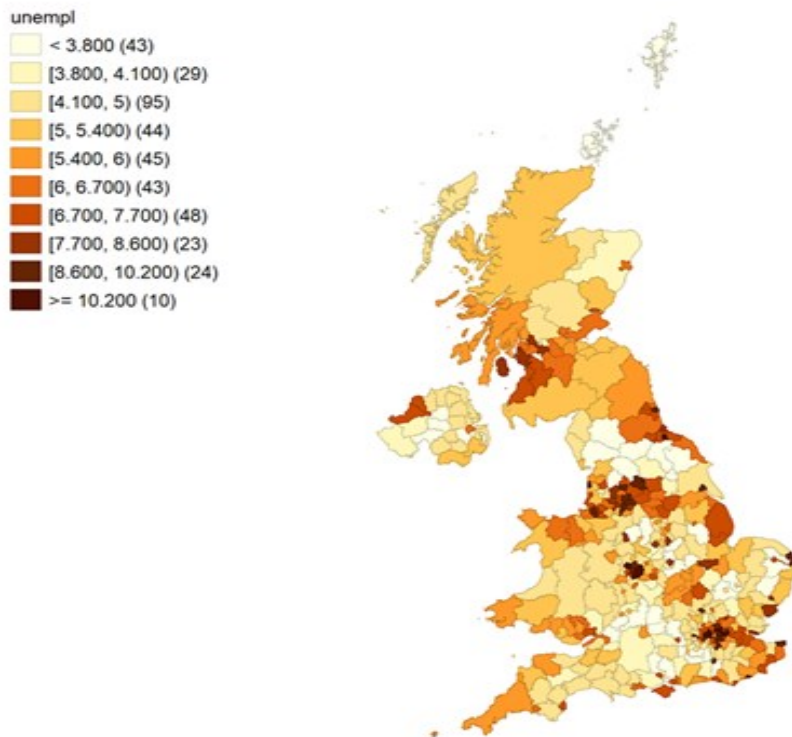 unempl
< 3.800 (43)
[3.800, 4.100) (29)
[4.100, 5) (95)
[5, 5.400) (44)
[5.400, 6) (45)
[6, 6.700) (43)
[6.700, 7.700) (48)
[7.700, 8.600) (23)
[8.600, 10.200) (24)
>= 10.200 (10)